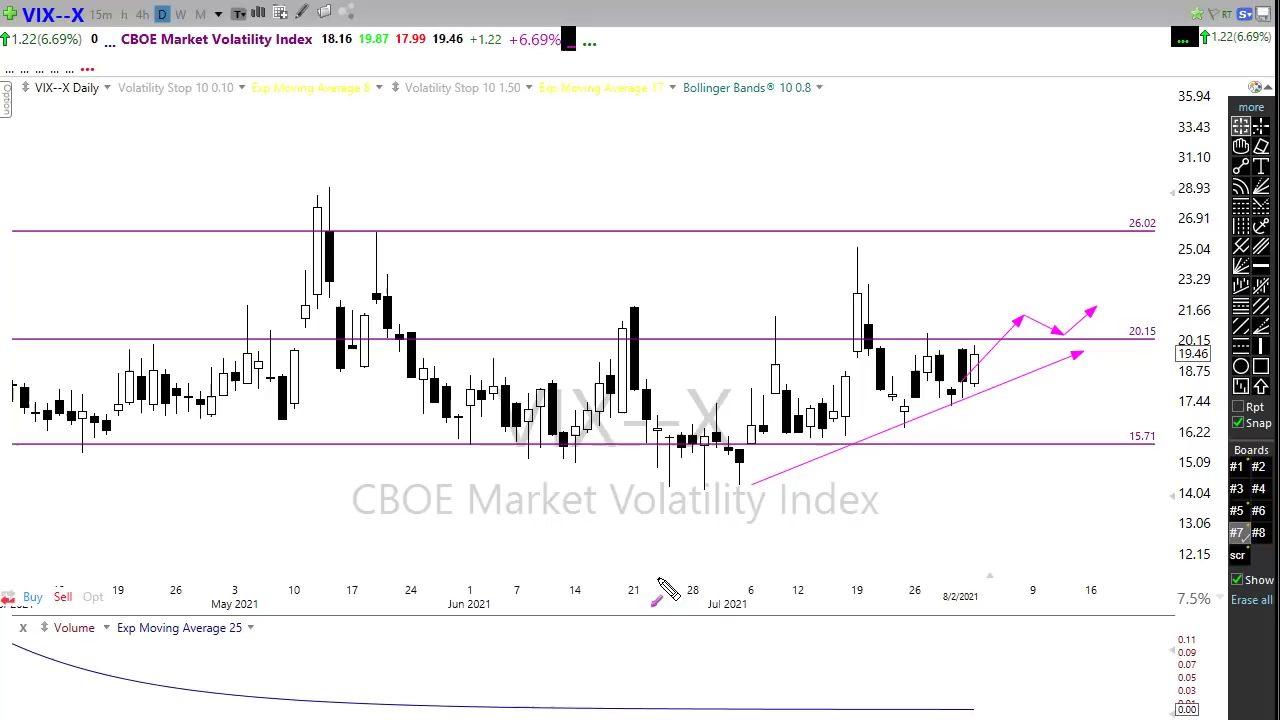 VIX--X 15m h 4h D W M T RT S
1.22(6.69%) 0 ... CBOE Market Volatility Index 18.16 19.87 17.99 19.46 +1.22 +6.69% ... ... 1.22(6.69%)
... ... ... ... ... ...
Option
VIX--X Daily Volatility Stop 10 0.10 Exp Moving Average 8 Volatility Stop 10 1.50 Exp Moving Average 17 Bollinger Bands® 10 0.8
35.94
33.43
31.10
28.93
26.91
25.04
23.29
21.66
20.15
19.46
18.75
17.44
16.22
15.09
14.04
13.06
12.15
7.5%
26.02
20.15
15.71
VIX--X
CBOE Market Volatility Index
19 26 3 10 17 24 1 7 14 21 28 6 12 19 26 8/2/2021 9 16
May 2021 Jun 2021 Jul 2021
Buy Sell Opt
X Volume Exp Moving Average 25
0.11
0.09
0.07
0.05
0.03
0.01
0.00
more
Rpt
Snap
Boards
#1 #2
#3 #4
#5 #6
#7 #8
scr
Show
Erase all